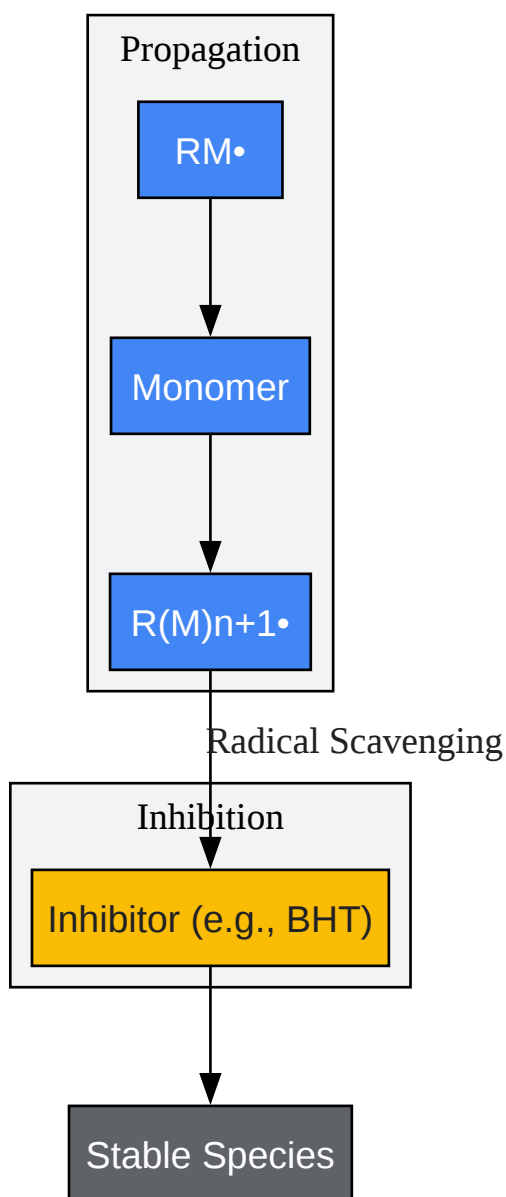 Propagation
RM•
Monomer
R(M)n+1•
Radical Scavenging
Inhibition
Inhibitor (e.g., BHT)
Stable Species